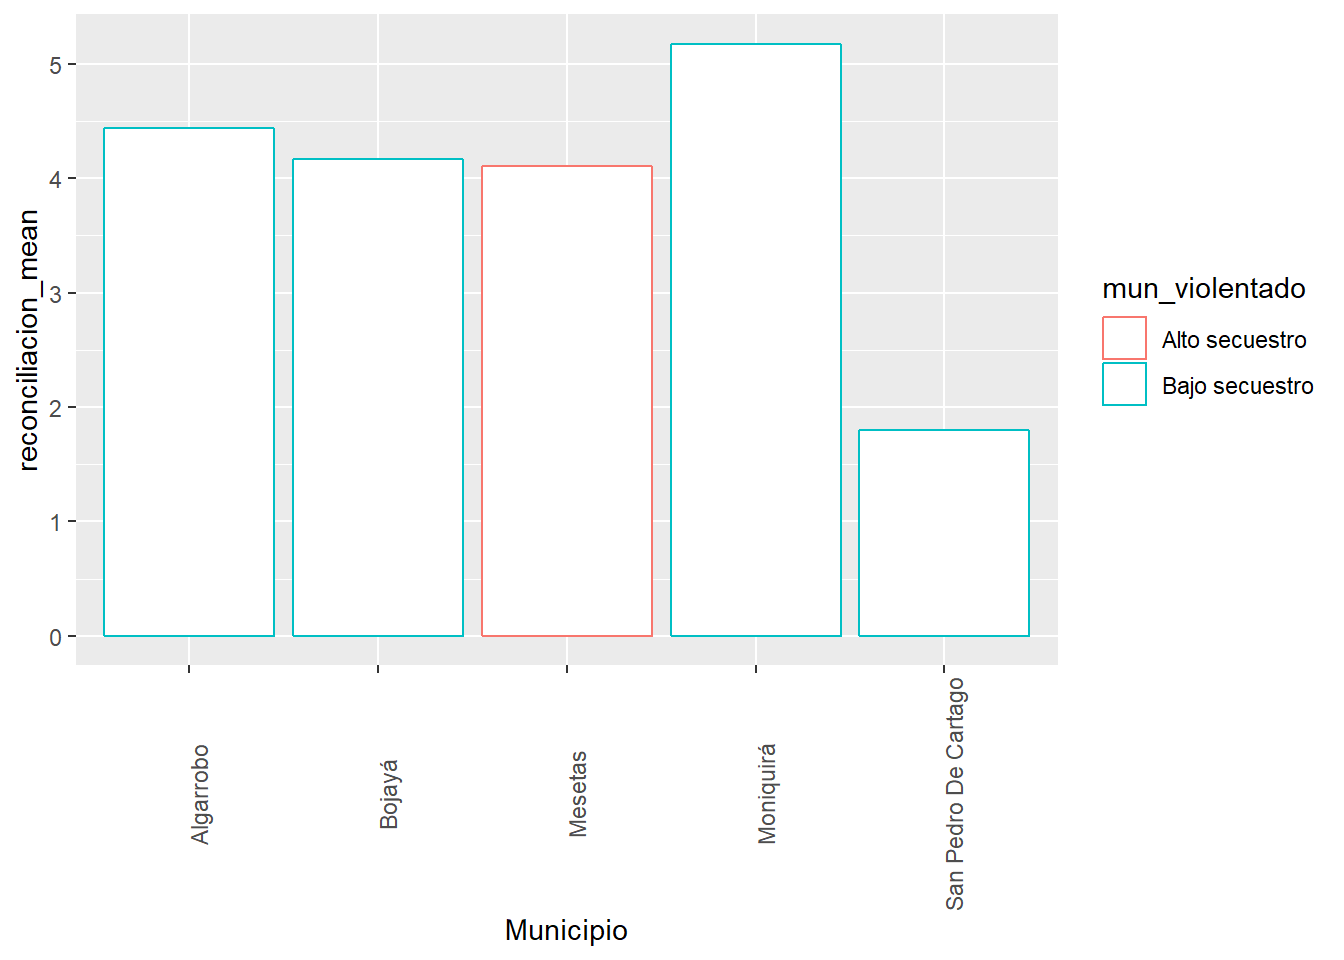 reconciliacion_mean
5
4
3
2
1
0
Algarrobo
Bojayá
Mesetas
Moniquirá
San Pedro De Cartago
Municipio
mun_violentado
Alto secuestro
Bajo secuestro